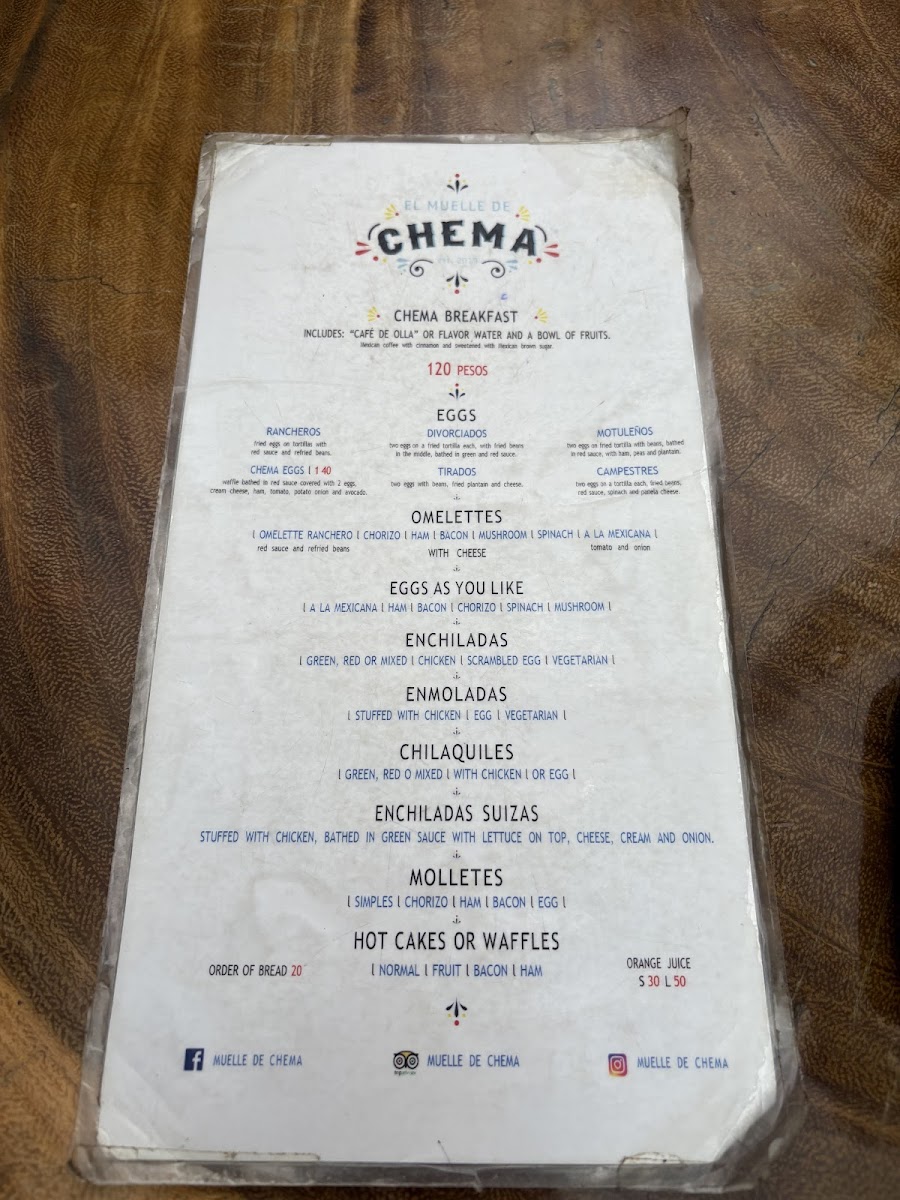 EL MUELLE DE
CHEMA
CHEMA BREAKFAST
INCLUDES: "CAFÉ DE OLLA" OR FLAVOR WATER AND A BOWL OF FRUITS.
Mexican coffee with cinnamon and sweetened with Mexican brown sugar.
120 PESOS
EGGS
RANCHEROS
fried eggs on tortillas with
red sauce and refried beans.
DIVORCIADOS
two eggs on a fried tortilla each, with fried beans
in the middle, bathed in green and red sauce.
MOTULEÑOS
two eggs on fried tortilla with beans, bathed
in red sauce, with ham, peas and plantain.
CHEMA EGGS | 140
waffle bathed in red sauce covered with 2 eggs,
cream cheese, ham, tomato, potato onion and avocado.
TIRADOS
two eggs with beam, fried plantain and cheese.
CAMPESTRES
two eggs on a tortilla each, fried beans,
red sauce, spinach and panela cheese.
OMELETTES
| OMELETTE RANCHERO | CHORIZO | HAM | BACON | MUSHROOM | SPINACH | A LA MEXICANA |
red sauce and refried beans
WITH CHEESE
tomato and onion
EGGS AS YOU LIKE
| A LA MEXICANA | HAM | BACON | CHORIZO | SPINACH | MUSHROOM |
ENCHILADAS
| GREEN, RED OR MIXED | CHICKEN | SCRAMBLED EGG | VEGETARIAN |
ENMOLADAS
| STUFFED WITH CHICKEN | EGG | VEGETARIAN |
CHILAQUILES
| GREEN, RED O MIXED | WITH CHICKEN | OR EGG |
ENCHILADAS SUIZAS
STUFFED WITH CHICKEN, BATHED IN GREEN SAUCE WITH LETTUCE ON TOP, CHEESE, CREAM AND ONION.
MOLLETES
| SIMPLES | CHORIZO | HAM | BACON | EGG |
HOT CAKES OR WAFFLES
| NORMAL | FRUIT | BACON | HAM
ORDER OF BREAD 20
ORANGE JUICE
S 30 L 50
MUELLE DE CHEMA
MUELLE DE CHEMA
MUELLE DE CHEMA